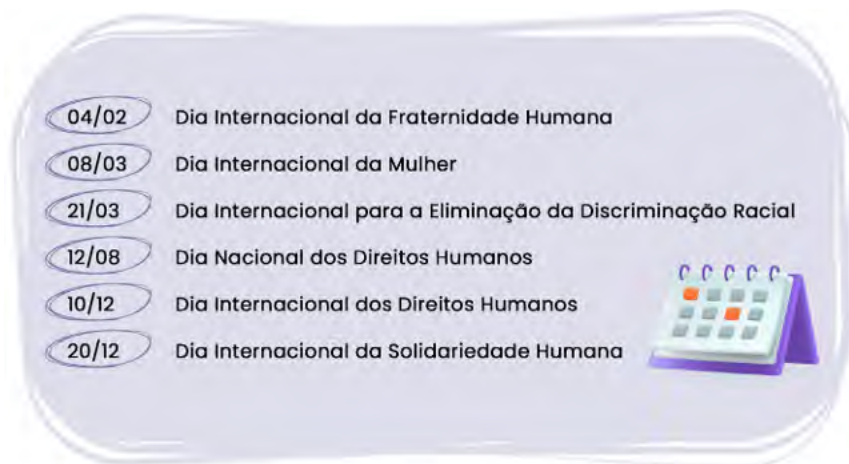 04/02 Dia Internacional da Fraternidade Humana
08/03 Dia Internacional da Mulher
21/03 Dia Internacional para a Eliminação da Discriminação Racial
12/08 Dia Nacional dos Direitos Humanos
10/12 Dia Internacional dos Direitos Humanos
20/12 Dia Internacional da Solidariedade Humana